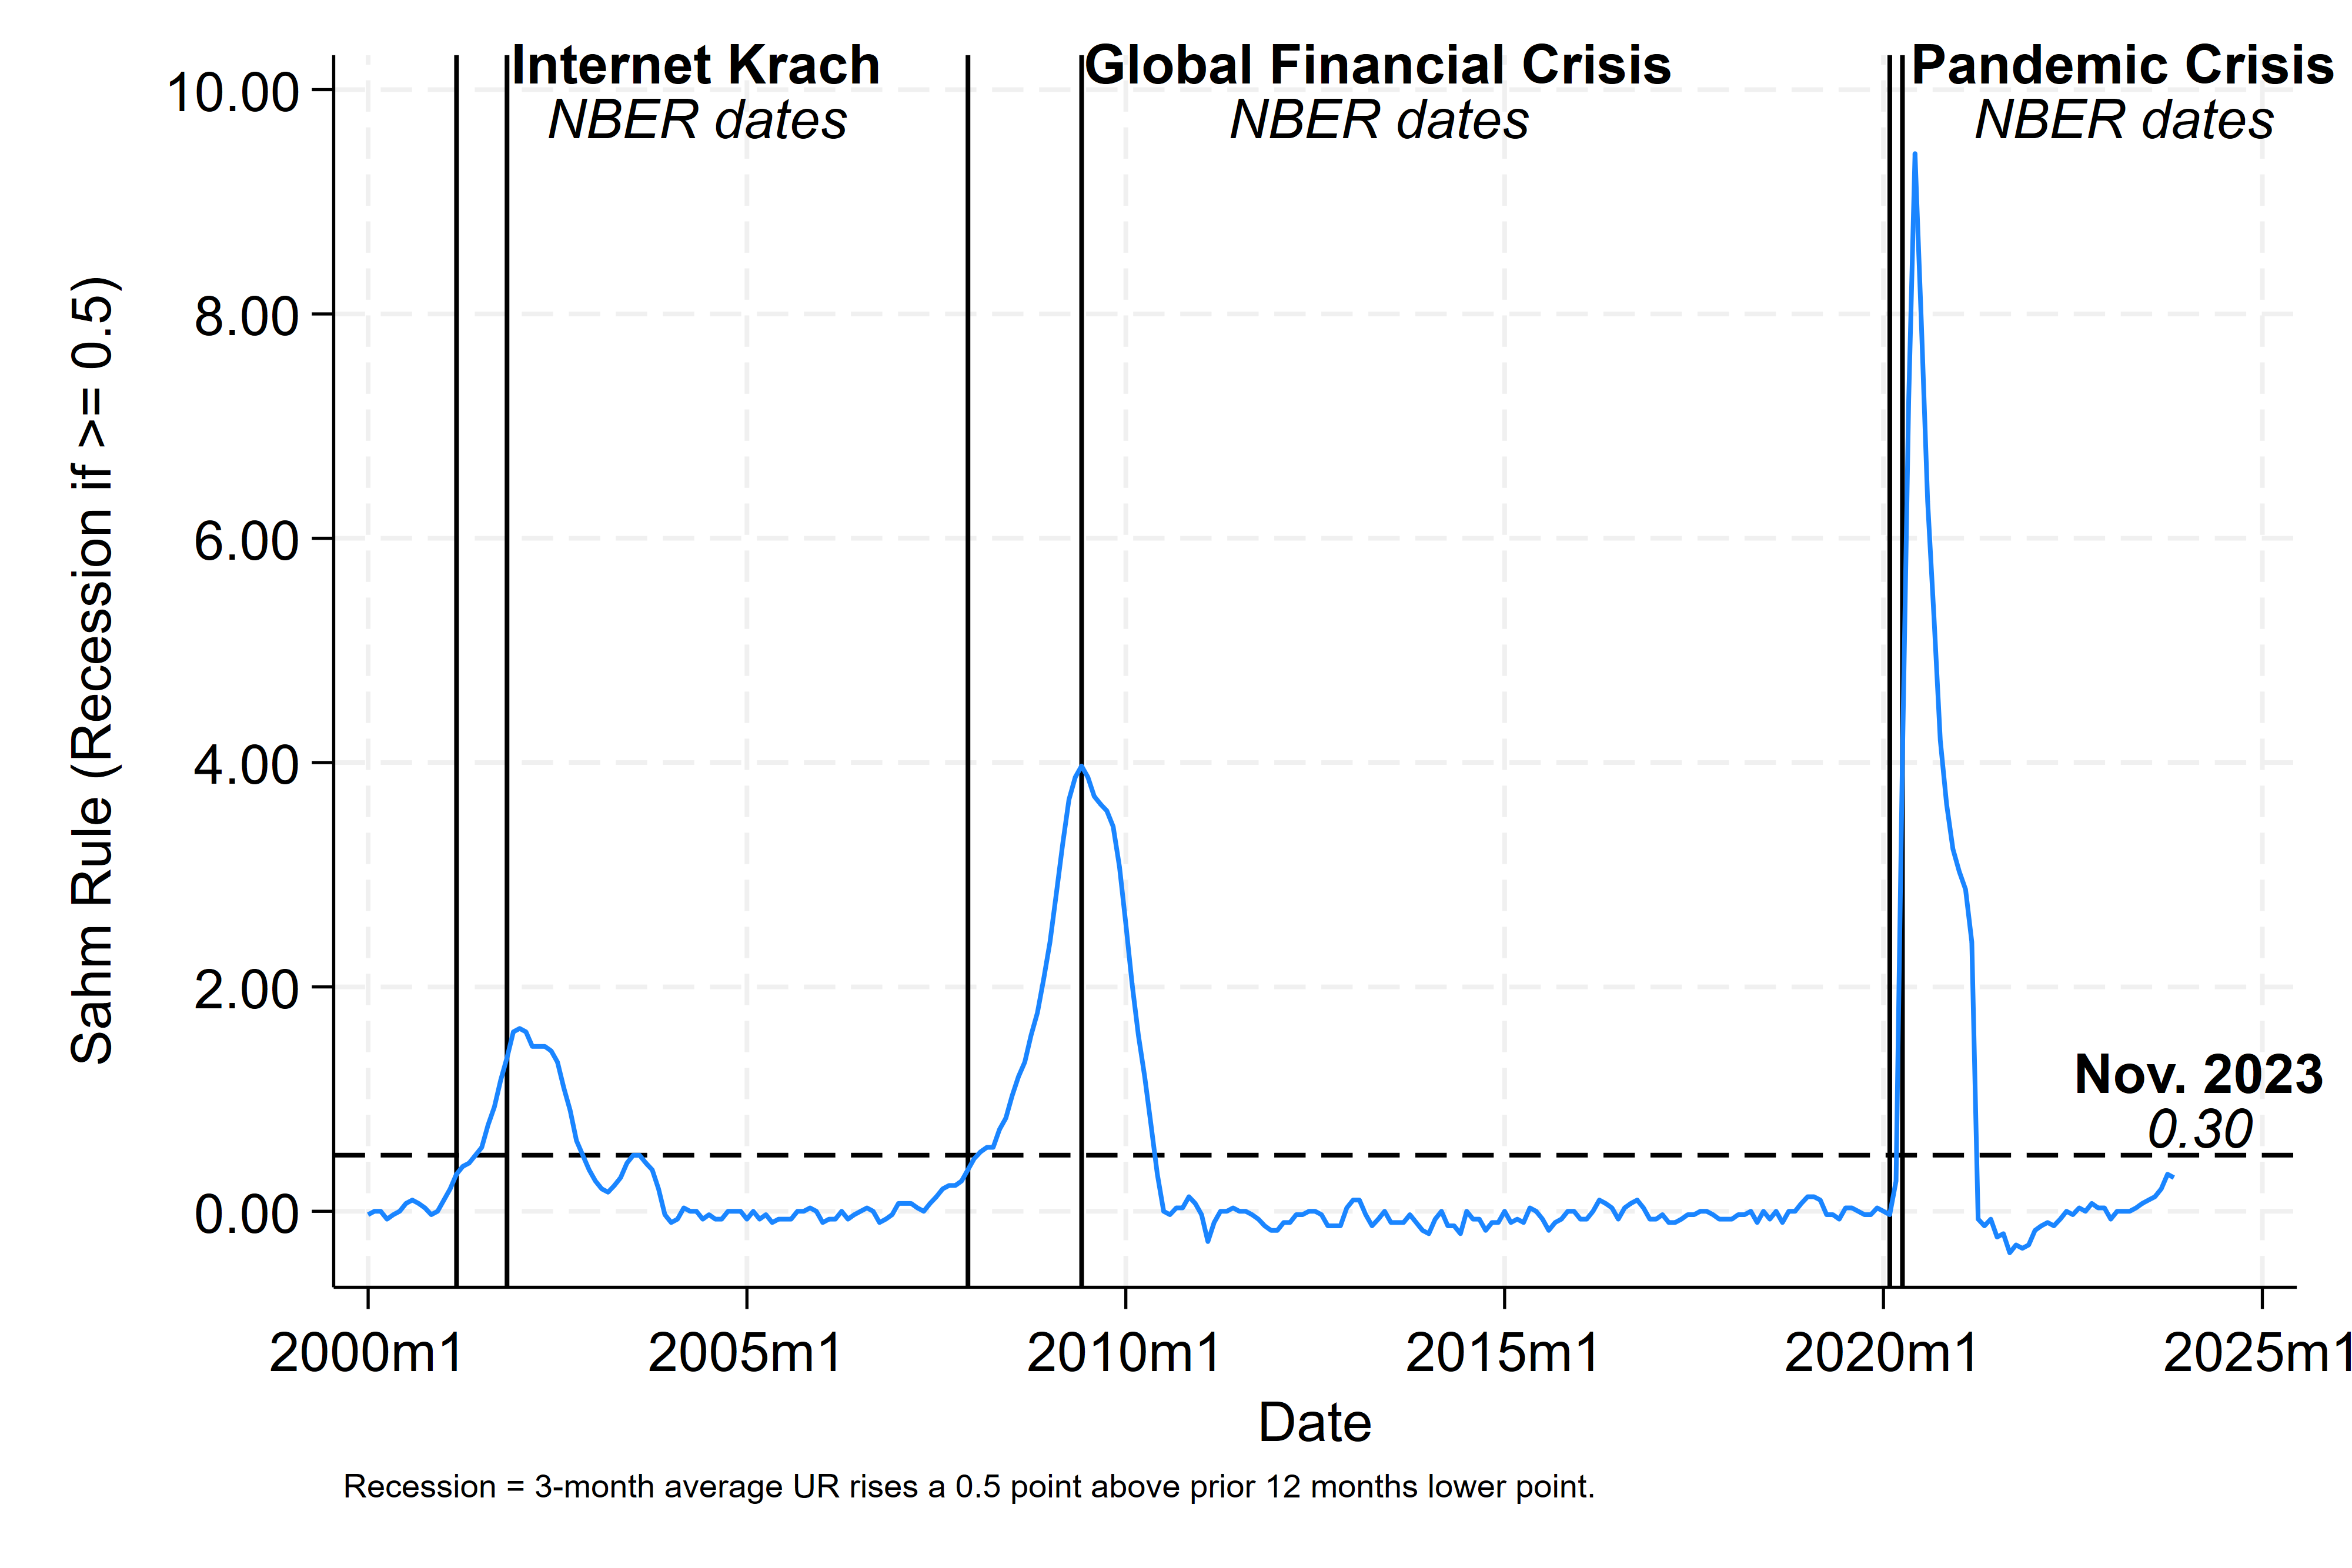 Internet Krach
NBER dates
Global Financial Crisis
NBER dates
Pandemic Crisis
NBER dates
Sahm Rule (Recession if >= 0.5)
10.00
8.00
6.00
4.00
2.00
0.00
Nov. 2023
0.30
2000m1
2005m1
2010m1
2015m1
2020m1
2025m1
Date
Recession = 3-month average UR rises a 0.5 point above prior 12 months lower point.